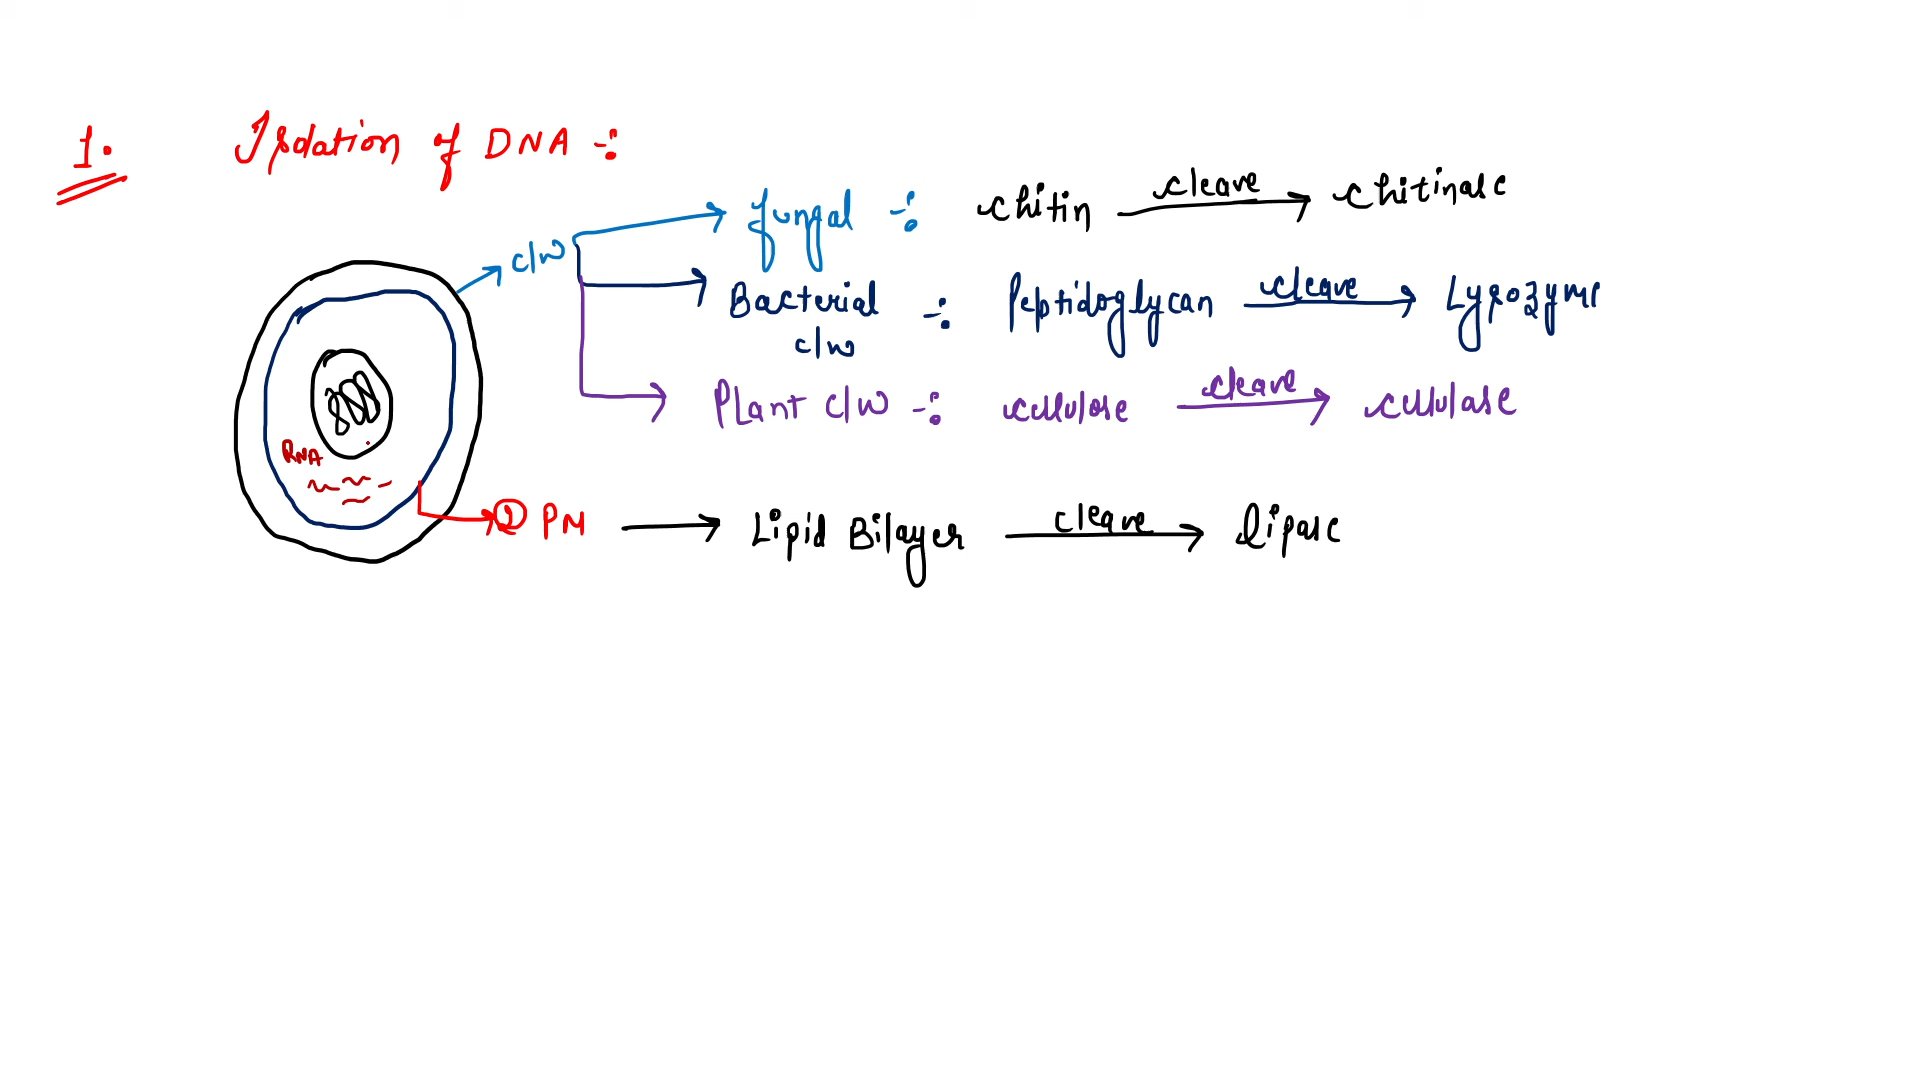 1. Isolation of DNA :-
c/w
fungal :- chitin cleave → chitinase
Bacterial c/w :- Peptidoglycan cleave → Lysozyme
Plant c/w :- cellulose cleave → cellulase
RNA
② PM → Lipid Bilayer cleave → lipase